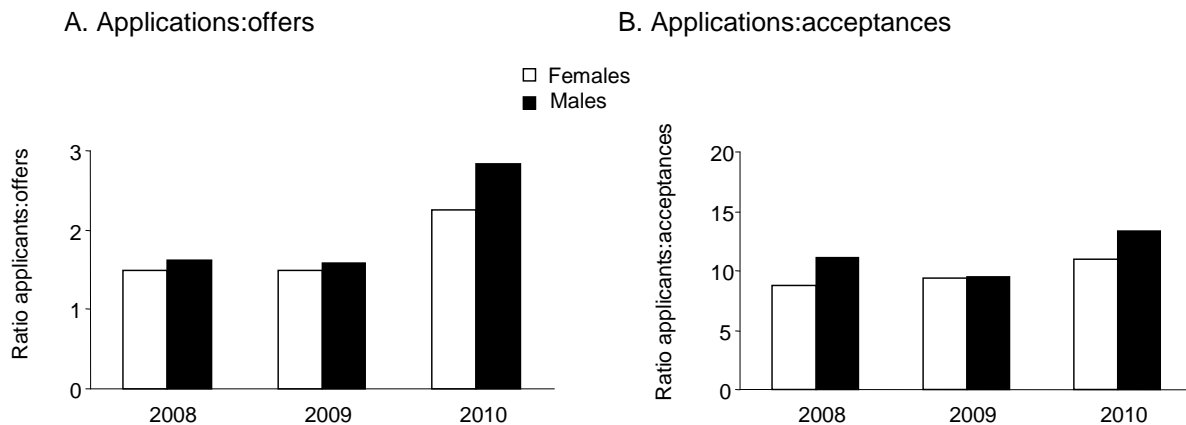 A. Applications:offers
B. Applications:acceptances
Females
Males
Ratio applicants:offers
3
2
1
0
2008
2009
2010
Ratio applicants:acceptances
20
15
10
5
0
2008
2009
2010